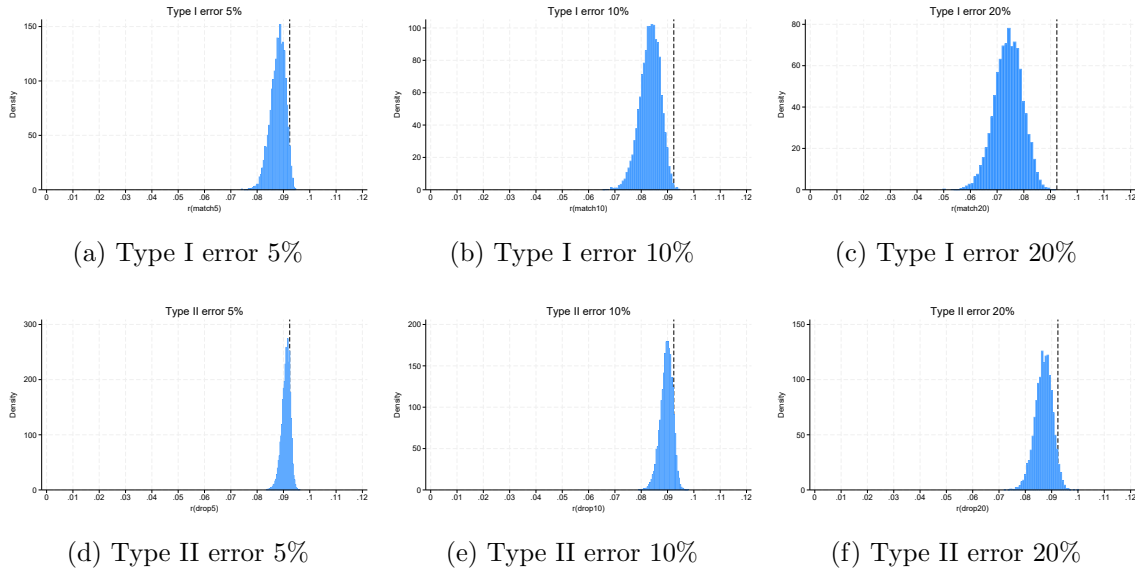 Type I error 5%
150
100
50
0
Density
0 .01 .02 .03 .04 .05 .06 .07 .08 .09 .1 .11 .12
r(match5)
(a) Type I error 5%
Type I error 10%
100
80
60
40
20
0
Density
0 .01 .02 .03 .04 .05 .06 .07 .08 .09 .1 .11 .12
r(match10)
(b) Type I error 10%
Type I error 20%
80
60
40
20
0
Density
0 .01 .02 .03 .04 .05 .06 .07 .08 .09 .1 .11 .12
r(match20)
(c) Type I error 20%
Type II error 5%
300
200
100
0
Density
0 .01 .02 .03 .04 .05 .06 .07 .08 .09 .1 .11 .12
r(drop5)
(d) Type II error 5%
Type II error 10%
200
150
100
50
0
Density
0 .01 .02 .03 .04 .05 .06 .07 .08 .09 .1 .11 .12
r(drop10)
(e) Type II error 10%
Type II error 20%
150
100
50
0
Density
0 .01 .02 .03 .04 .05 .06 .07 .08 .09 .1 .11 .12
r(drop20)
(f) Type II error 20%